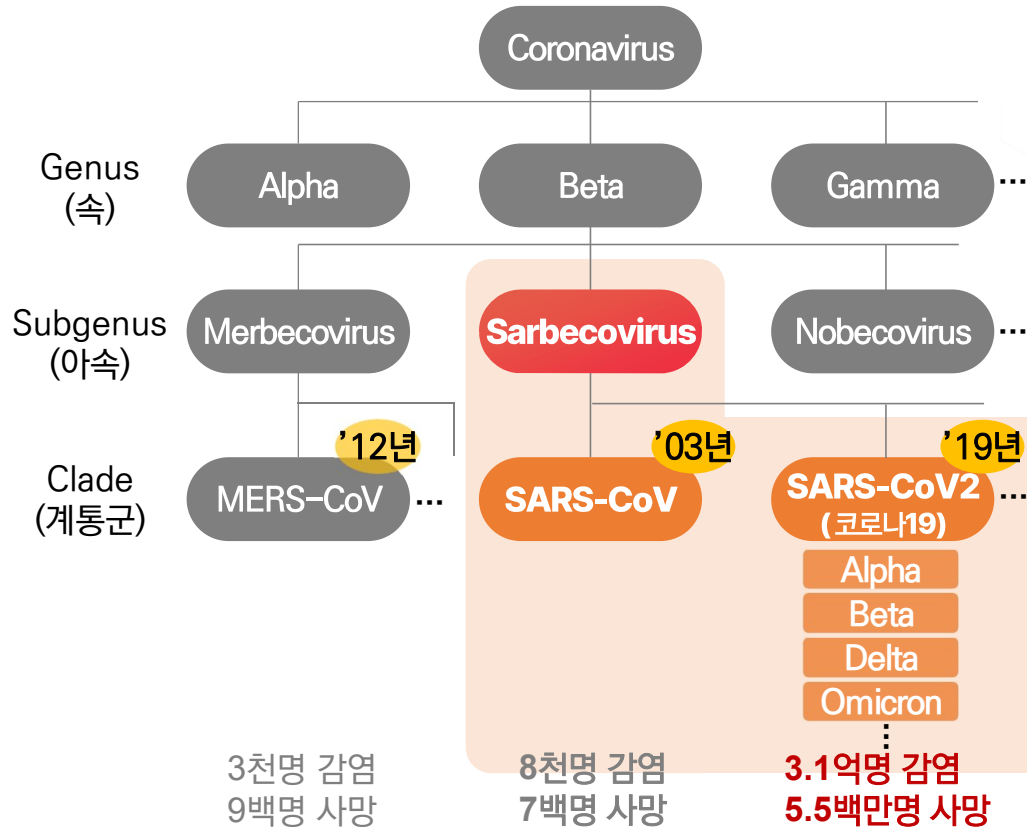 Coronavirus
Genus
(속)
Alpha
Beta
Gamma
...
Subgenus
(아속)
Merbecovirus
Sarbecovirus
Nobecovirus
...
’12년
’03년
’19년
Clade
(계통군)
MERS-CoV
...
SARS-CoV
SARS-CoV2
(코로나19)
...
Alpha
Beta
Delta
Omicron
...
3천명 감염
9백명 사망
8천명 감염
7백명 사망
3.1억명 감염
5.5백만명 사망